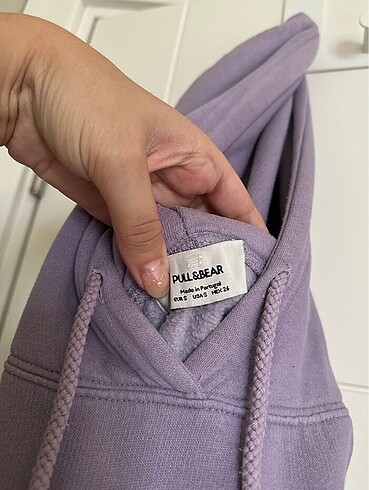 PULL&BEAR
Made in Portugal
EUR S USA S MEX 26